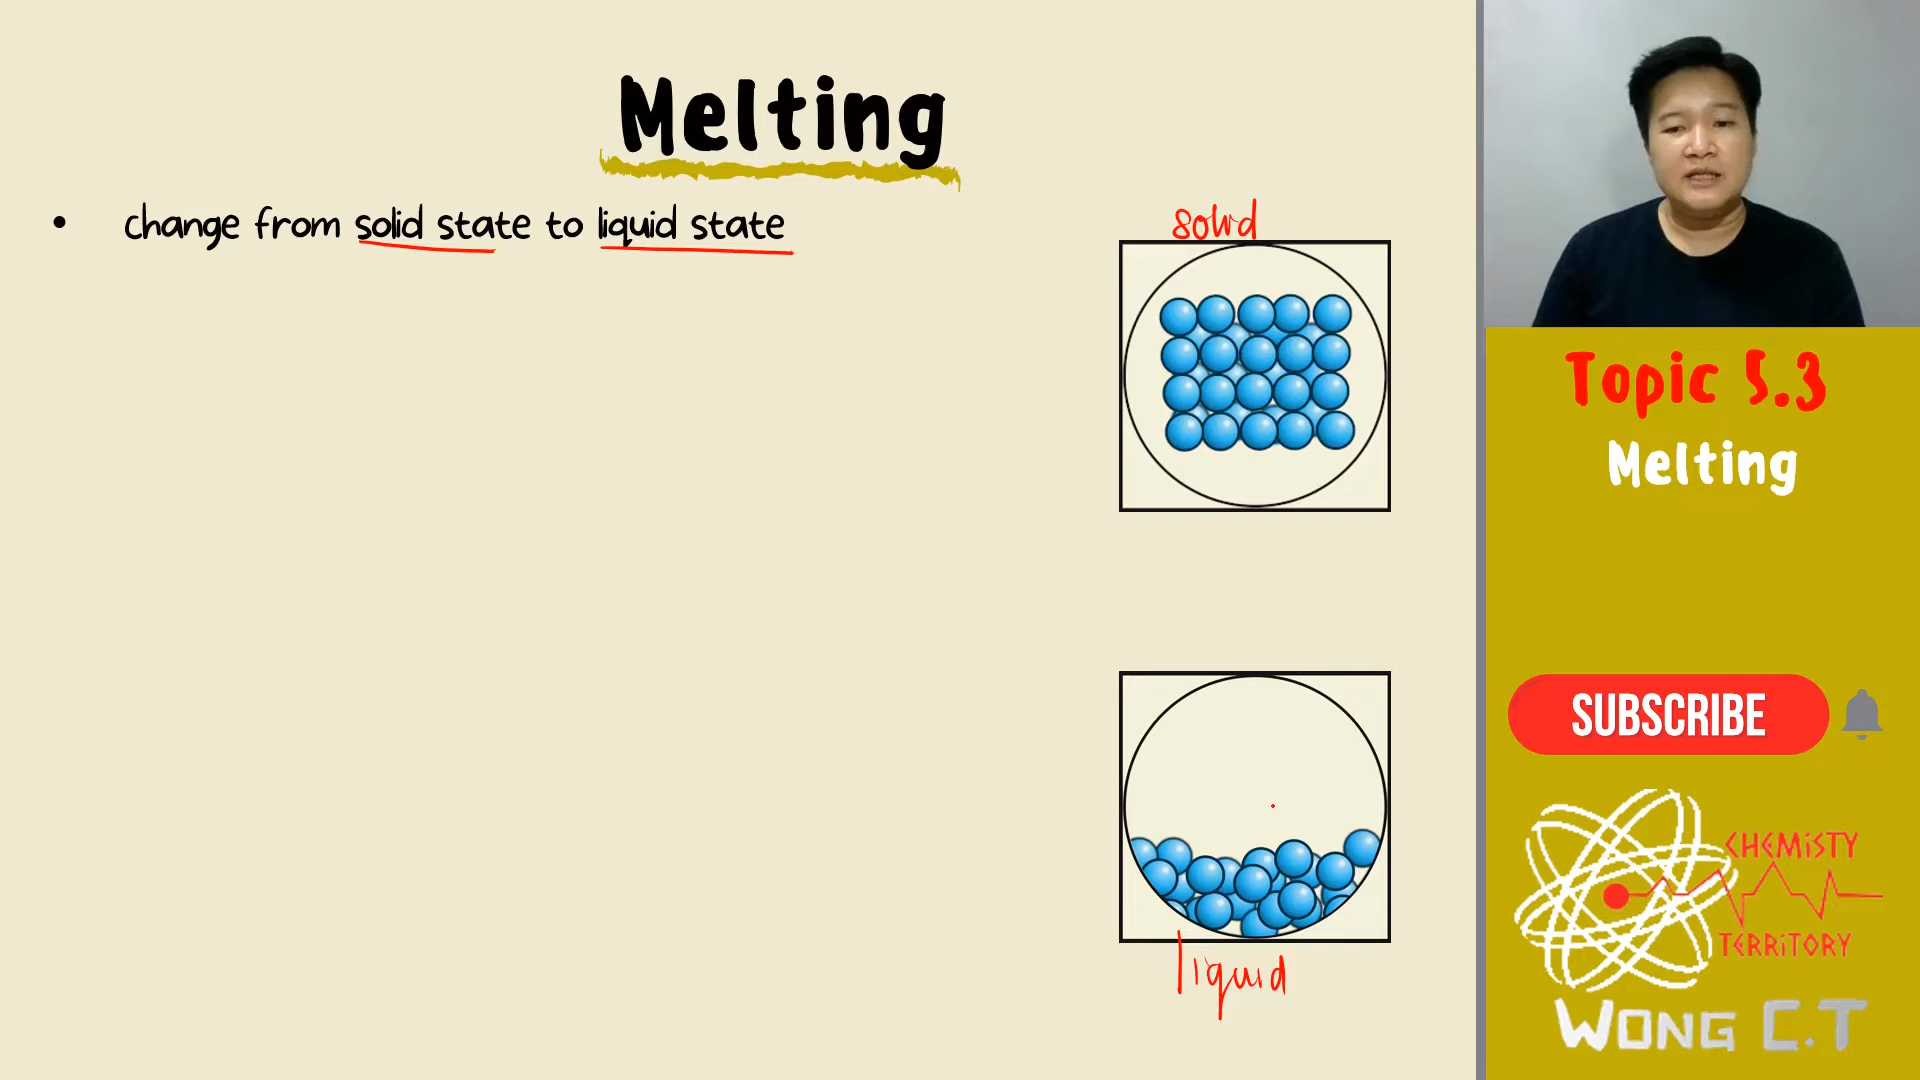 Melting
• change from solid state to liquid state
solid
liquid
Topic 5.3
Melting
SUBSCRIBE
CHEMiSTY
TERRiTORY
WONG C.T